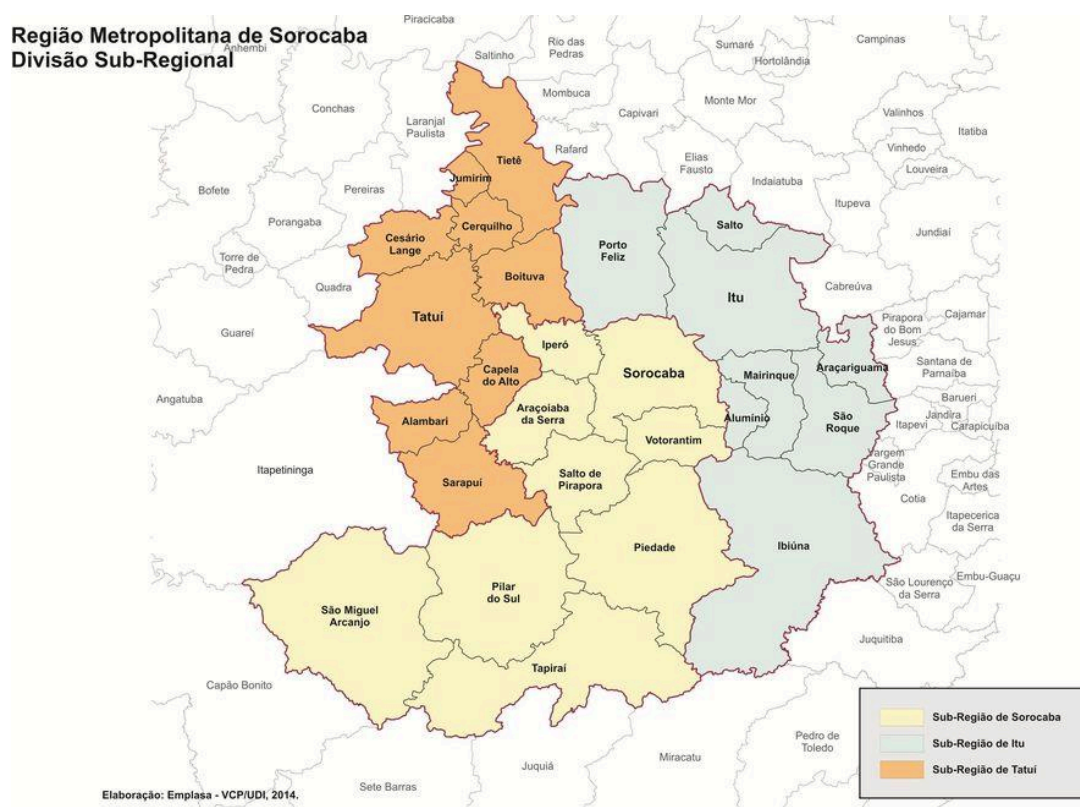 Região Metropolitana de Sorocaba
Divisão Sub-Regional
Piracicaba
Anhembi
Saltinho
Rio das
Pedras
Sumaré
Campinas
Hortolândia
Conchas
Mombuca
Monte Mor
Laranjal
Paulista
Capivari
Valinhos
Itatiba
Tietê
Rafard
Vinhedo
Elias
Fausto
Louveira
Bofete
Pereiras
Jumirim
Indaiatuba
Itupeva
Porangaba
Cerquilho
Salto
Cesário
Lange
Porto
Feliz
Jundiaí
Torre de
Pedra
Boituva
Quadra
Cabreúva
Itu
Guareí
Tatuí
Pirapora
do Bom
Jesus
Cajamar
Iperó
Capela
do Alto
Sorocaba
Mairinque
Araçariguama
Santana de
Parnaíba
Angatuba
Araçoiaba
da Serra
Alumínio
São
Roque
Barueri
Jandira
Itapevi
Carapicuíba
Alambari
Votorantim
Itapetininga
Sarapuí
Salto de
Pirapora
Vargem
Grande
Paulista
Embu das
Artes
Cotia
Itapecerica
da Serra
Piedade
Ibiúna
São Miguel
Arcanjo
Pilar
do Sul
São Lourenço
da Serra
Embu-Guaçu
Juquitiba
Tapiraí
Capão Bonito
Sub-Região de Sorocaba
Sub-Região de Itu
Sub-Região de Tatuí
Pedro de
Toledo
Miracatu
Juquiá
Sete Barras
Elaboração: Emplasa - VCP/UDI, 2014.